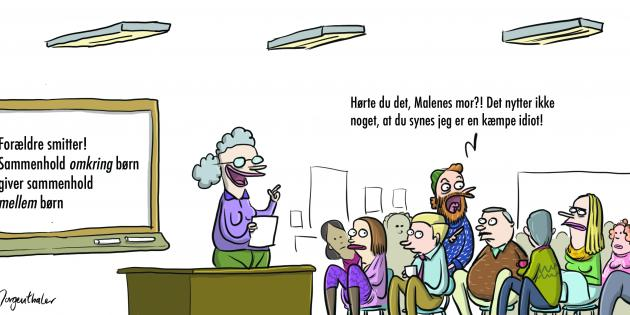 Hørte du det, Malenes mor?! Det nytter ikke
noget, at du synes jeg er en kæmpe idiot!
Forældre smitter!
Sammenhold omkring børn
giver sammenhold
mellem børn
Morgenthaler